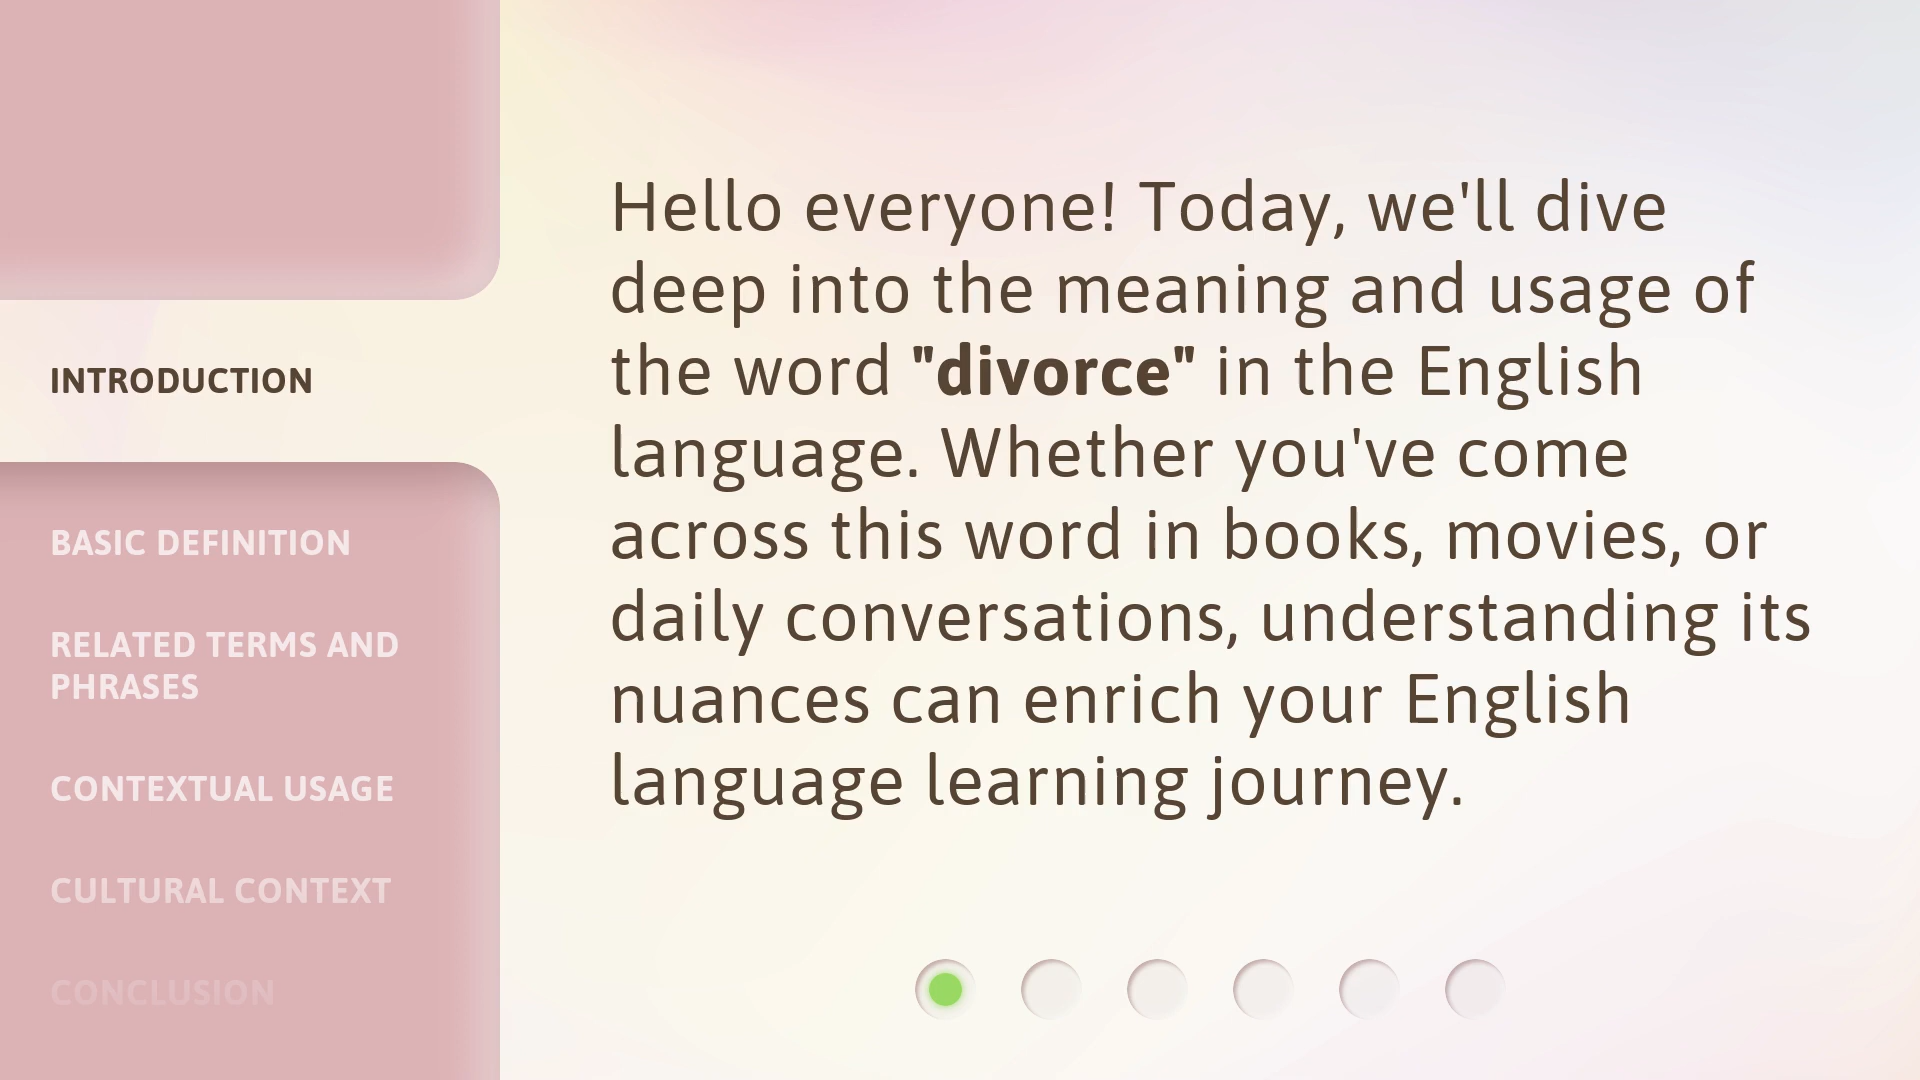 INTRODUCTION
BASIC DEFINITION
RELATED TERMS AND
PHRASES
CONTEXTUAL USAGE
CULTURAL CONTEXT
CONCLUSION
Hello everyone! Today, we'll dive
deep into the meaning and usage of
the word "divorce" in the English
language. Whether you've come
across this word in books, movies, or
daily conversations, understanding its
nuances can enrich your English
language learning journey.